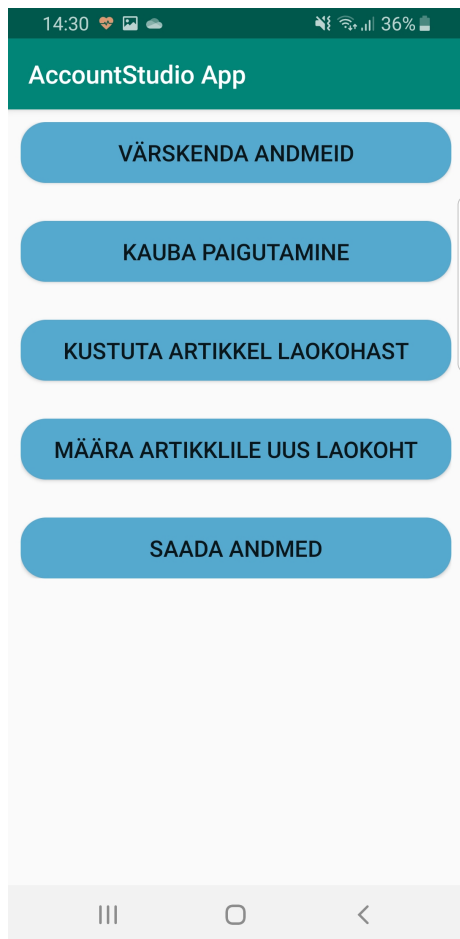 14:30 36%
AccountStudio App
VÄRSKENDA ANDMEID
KAUBA PAIGUTAMINE
KUSTUTA ARTIKKEL LAOKOHAST
MÄÄRA ARTIKKLILE UUS LAOKOHT
SAADA ANDMED